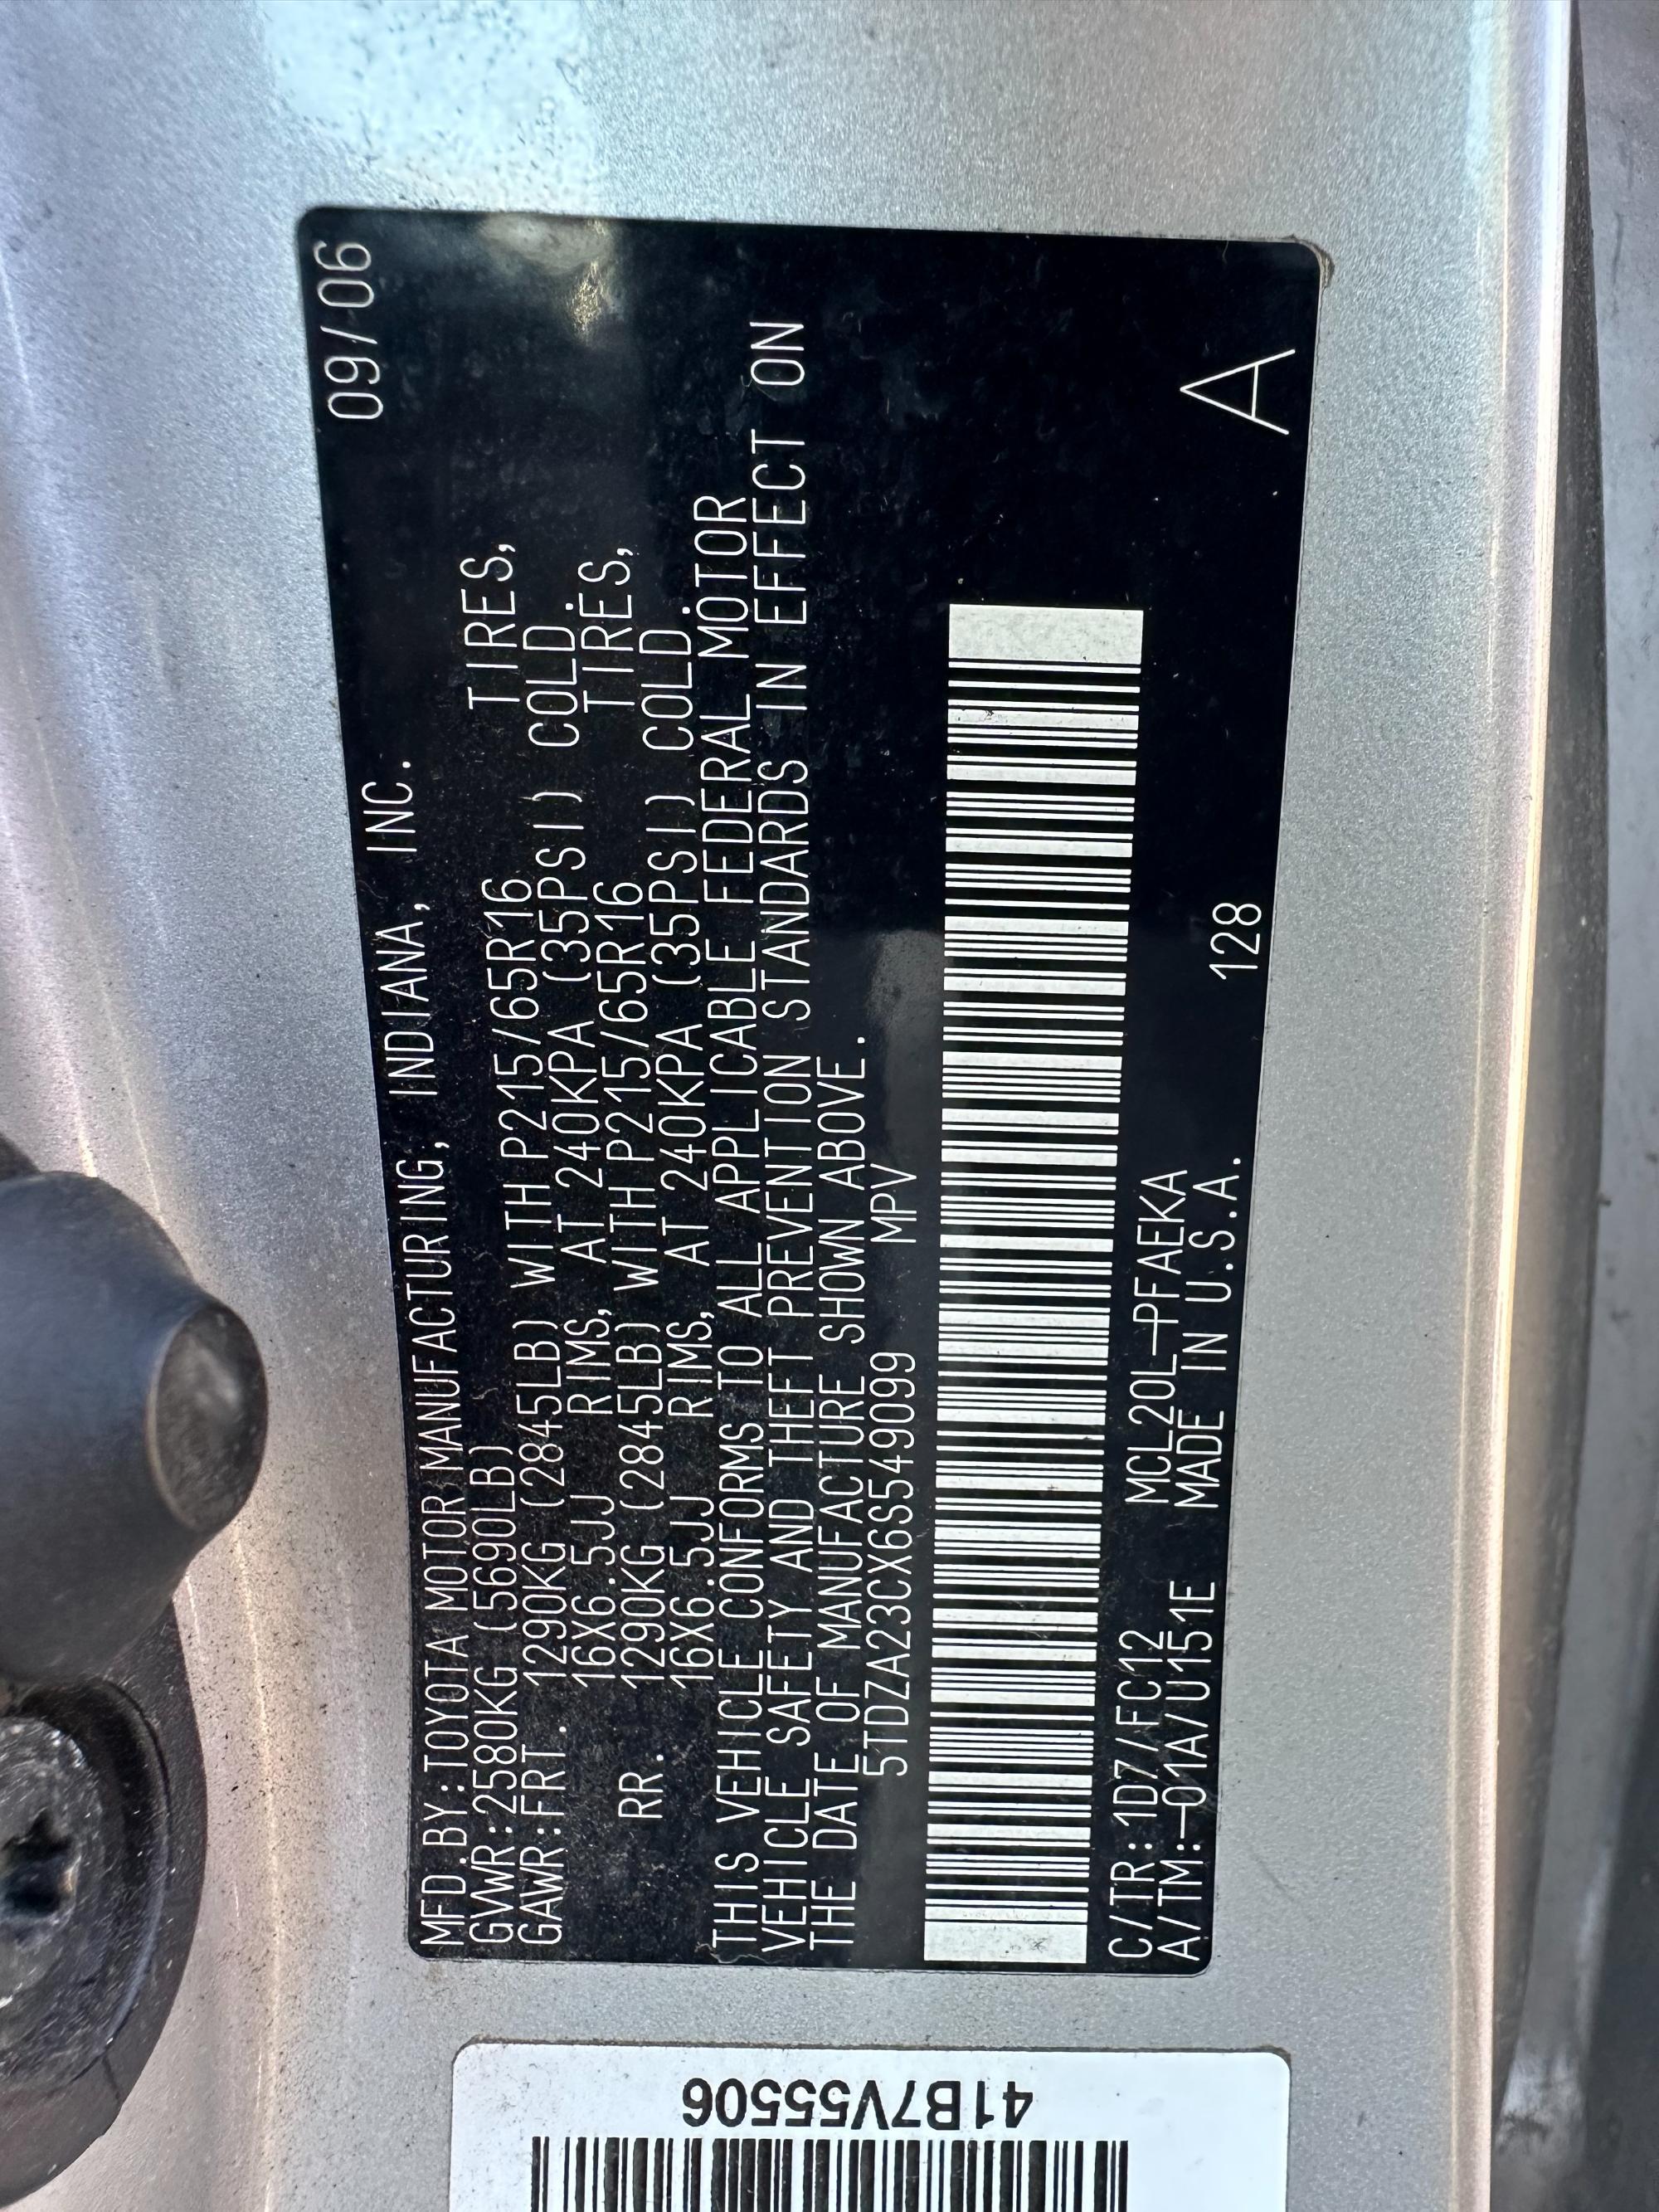 09/06
MFD.BY:TOYOTA MOTOR MANUFACTURING, INDIANA, INC.
GVWR:2580KG (5690LB)
GAWR:FRT. 1290KG (2845LB) WITH P215/65R16 TIRES,
16X6.5JJ RIMS, AT 240KPA (35PSI) COLD.
RR. 1290KG (2845LB) WITH P215/65R16 TIRES,
16X6.5JJ RIMS, AT 240KPA (35PSI) COLD.
THIS VEHICLE CONFORMS TO ALL APPLICABLE FEDERAL MOTOR
VEHICLE SAFETY AND THEFT PREVENTION STANDARDS IN EFFECT ON
THE DATE OF MANUFACTURE SHOWN ABOVE.
5TDZA23CX6S549099 MPV
C/TR:1D7/FC12 MCL20L-PFAEKA
A/TM:-01A/U151E MADE IN U.S.A. 128
A
41B7V55506